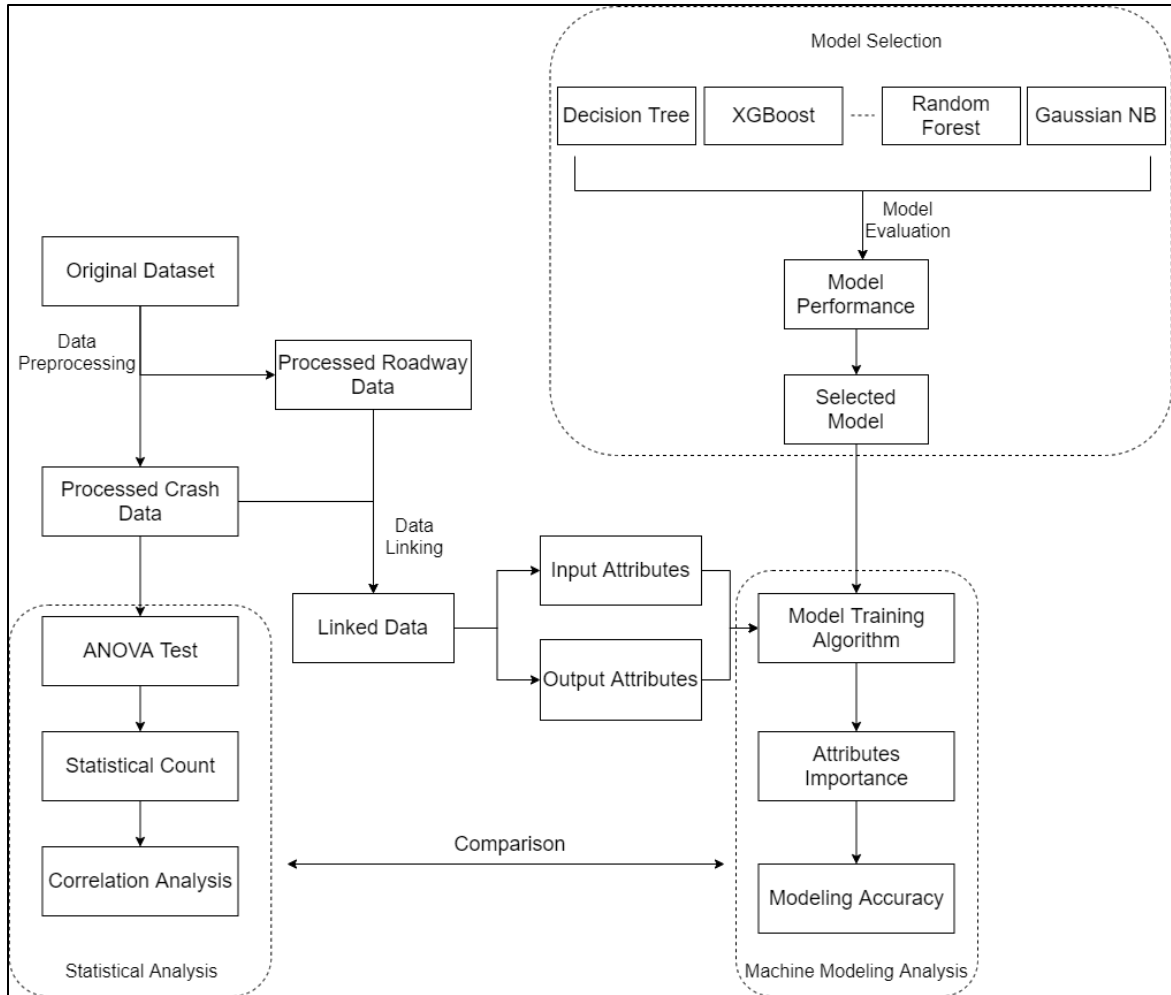 Model Selection
Decision Tree
XGBoost
Random
Forest
Gaussian NB
Model
Evaluation
Original Dataset
Model
Performance
Data
Preprocessing
Processed Roadway
Data
Selected
Model
Processed Crash
Data
Data
Linking
Input Attributes
Linked Data
Output Attributes
Model Training
Algorithm
ANOVA Test
Statistical Count
Attributes
Importance
Comparison
Correlation Analysis
Modeling Accuracy
Statistical Analysis
Machine Modeling Analysis